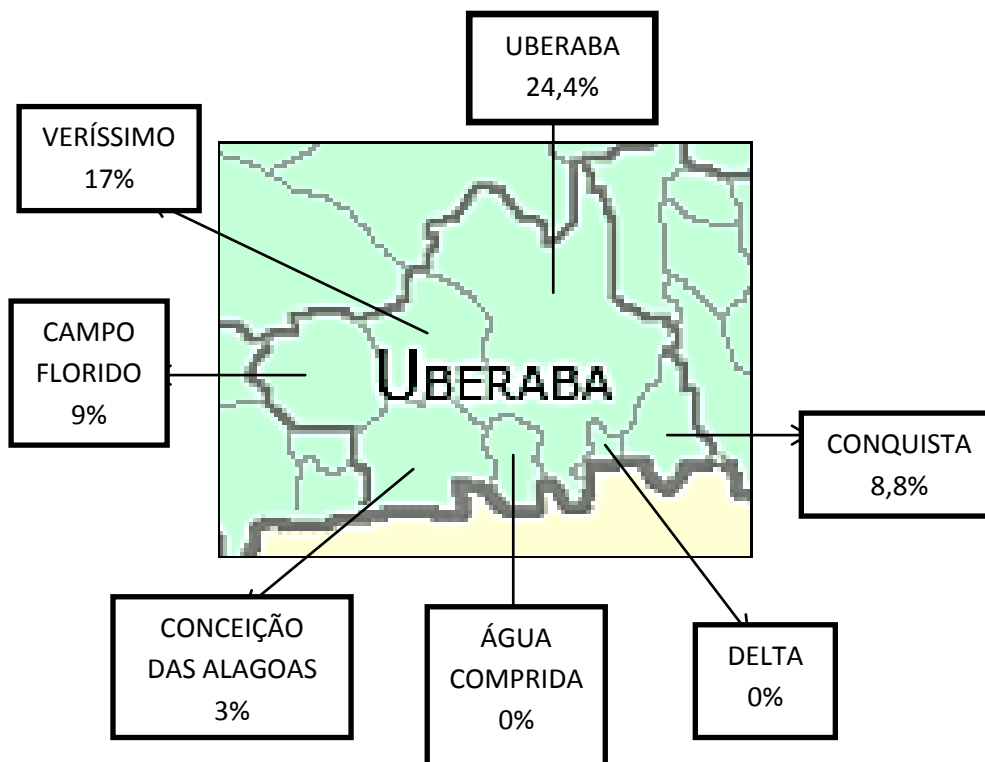 UBERABA
24,4%
VERÍSSIMO
17%
CAMPO
FLORIDO
9%
UBERABA
CONQUISTA
8,8%
CONCEIÇÃO
DAS ALAGOAS
3%
ÁGUA
COMPRIDA
0%
DELTA
0%